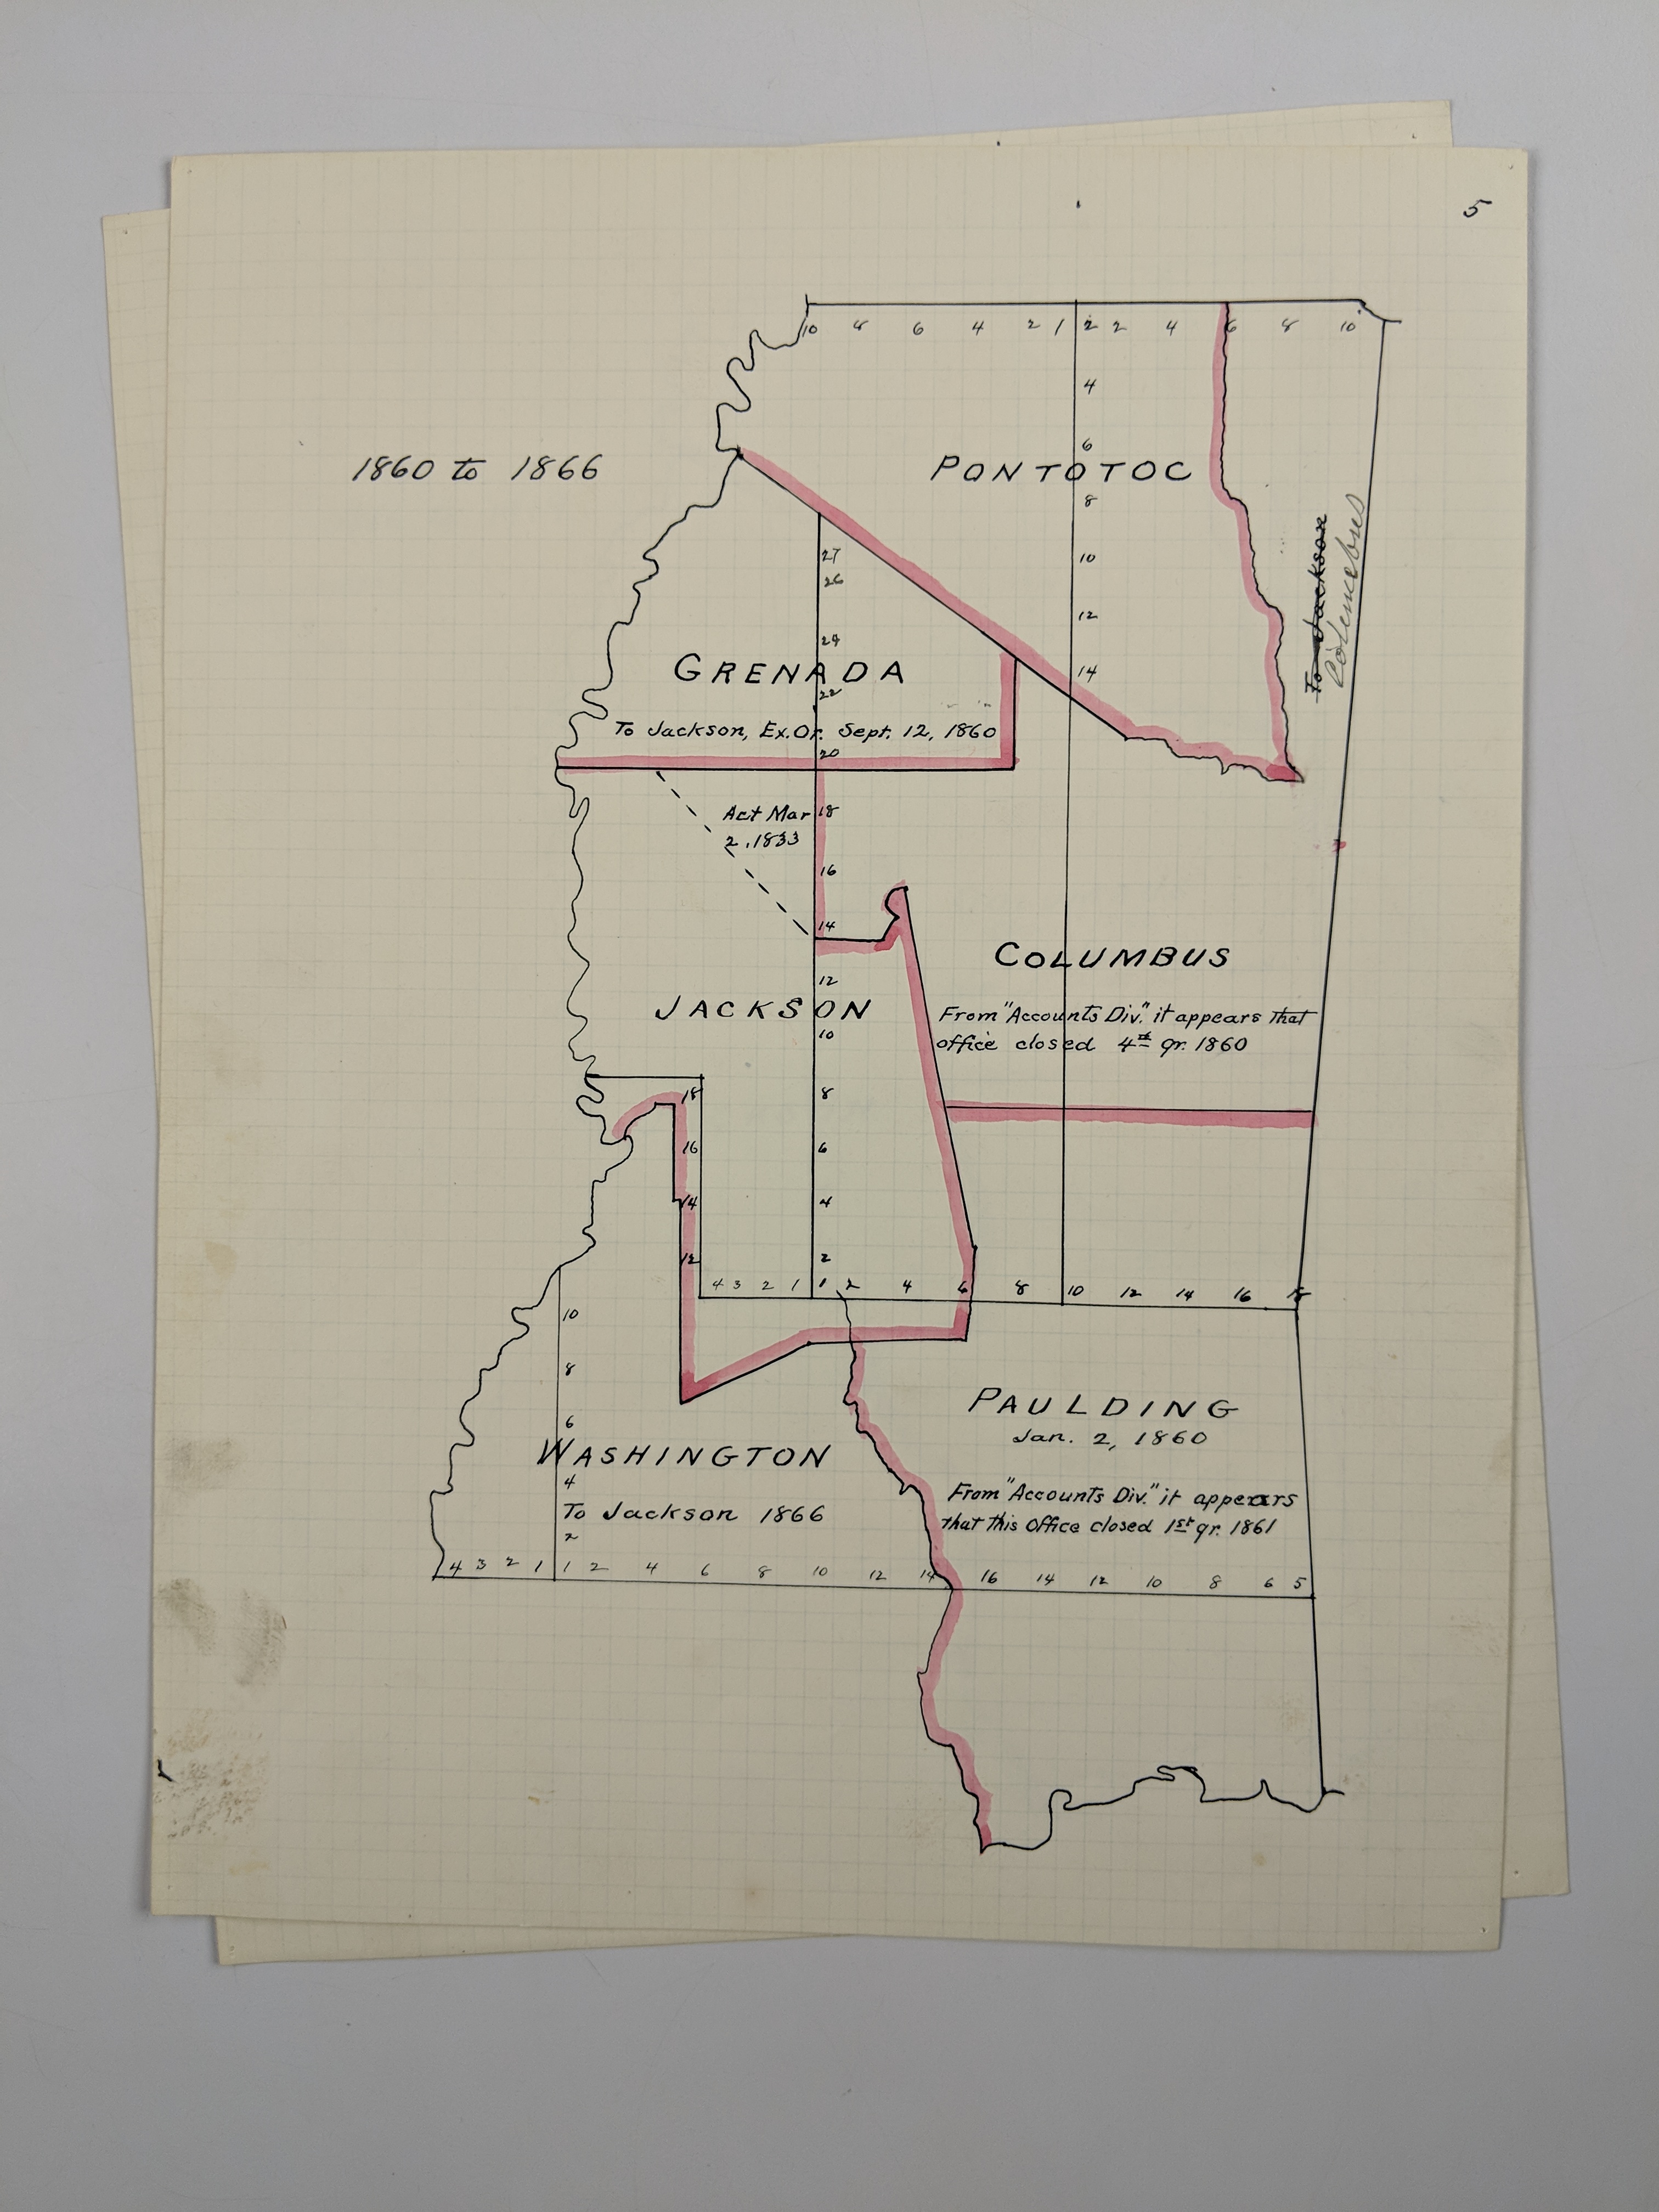 5
10 8 6 4 2 1 2 2 4 6 8 10
4
6
1860 to 1866
PONTOTOC
8
10
12
14
To Jackson
Columbus
27
26
24
GRENADA
22
To Jackson, Ex. Or. Sept. 12, 1860
20
Act Mar
2, 1833
18
16
14
12
COLUMBUS
JACKSON
From "Accounts Div." it appears that
office closed 4th qr. 1860
10
8
6
4
2
18
16
14
12
4 3 2 1 1 2 4 6 8 10 12 14 16 18
10
8
6
4
2
PAULDING
Jan. 2, 1860
WASHINGTON
To Jackson 1866
From "Accounts Div." it appears
that this Office closed 1st qr. 1861
4 3 2 1 1 2 4 6 8 10 12 14 16 14 12 10 8 6 5